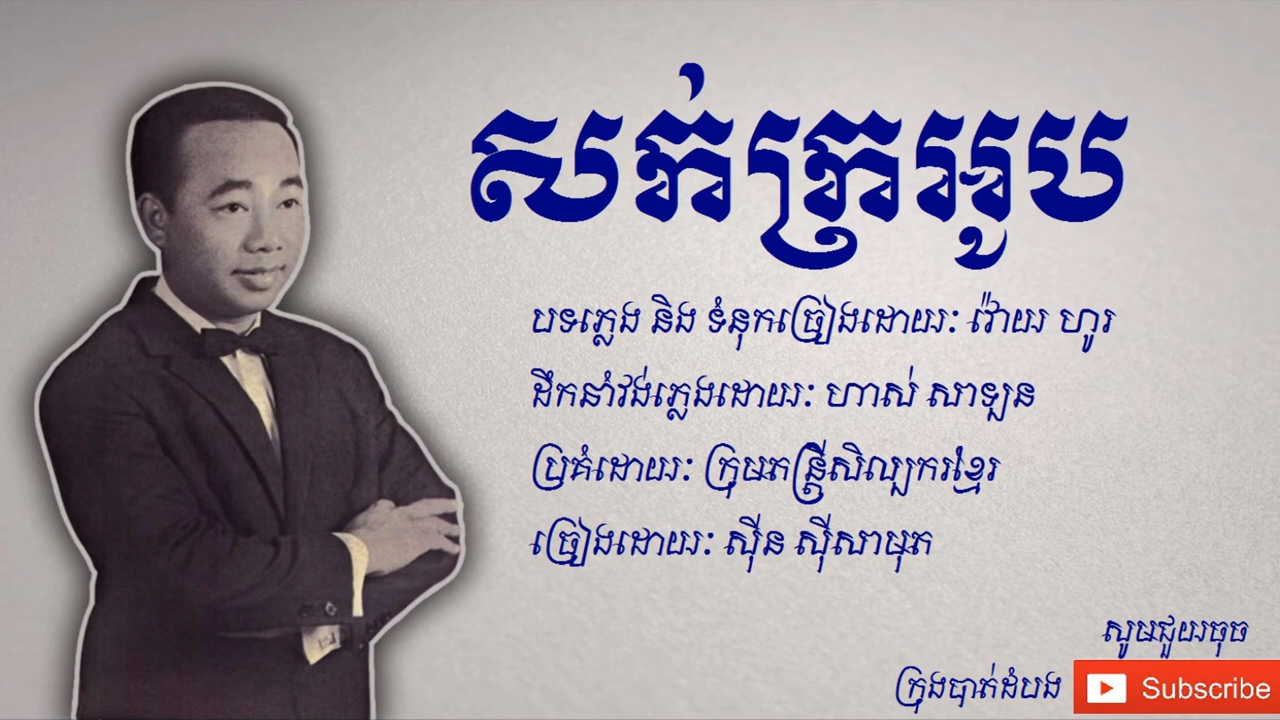 សក់ក្រអូប
បទភ្លេង និង ទំនុកច្រៀងដោយៈ វ៉ោយ ហូរ
ដឹកនាំវង់ភ្លេងដោយៈ ហាស់ សាឡន
ប្រគំដោយៈ ក្រុមតន្ត្រីសិល្បករខ្មែរ
ច្រៀងដោយៈ ស៊ីន ស៊ីសាមុត
សូមជួយចុច
ក្រុងបាត់ដំបង Subscribe